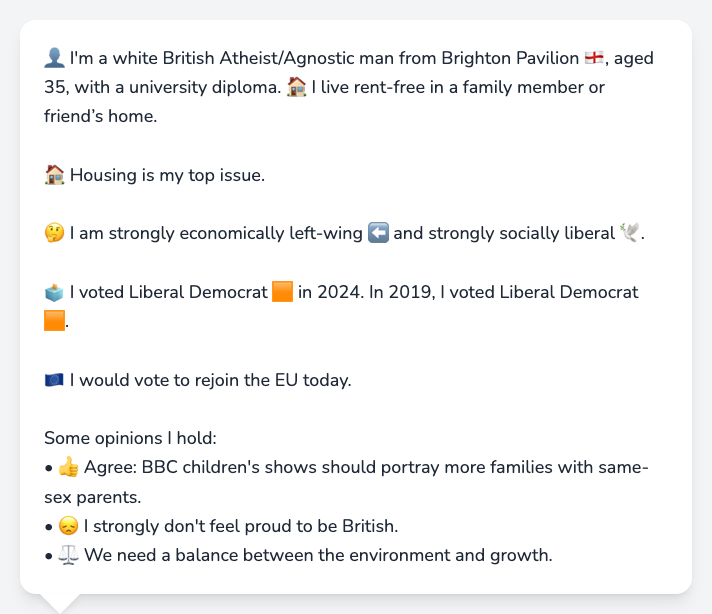 👤 I'm a white British Atheist/Agnostic man from Brighton Pavilion 🏴󠁧󠁢󠁥󠁮󠁧󠁿, aged
35, with a university diploma. 🏠 I live rent-free in a family member or
friend’s home.
🏠 Housing is my top issue.
🤔 I am strongly economically left-wing ⬅️ and strongly socially liberal 🕊️.
🗳️ I voted Liberal Democrat 🟧 in 2024. In 2019, I voted Liberal Democrat
🟧.
🇪🇺 I would vote to rejoin the EU today.
Some opinions I hold:
• 👍 Agree: BBC children's shows should portray more families with same-
sex parents.
• 😞 I strongly don't feel proud to be British.
• ⚖️ We need a balance between the environment and growth.